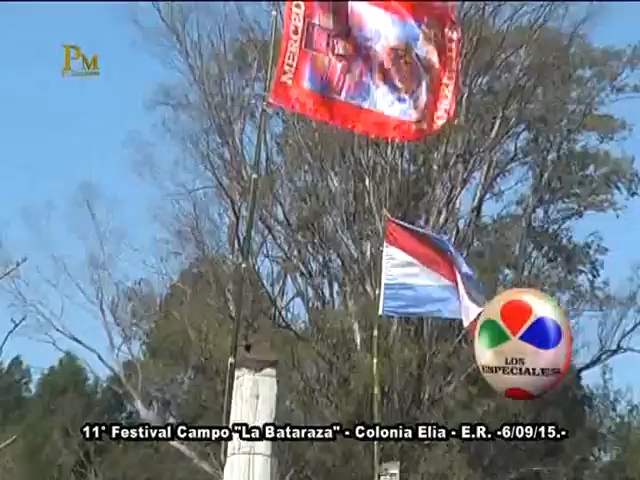 PM
MERCED
LOS
ESPECIALES
11° Festival Campo "La Bataraza" - Colonia Elia - E.R. -6/09/15.-